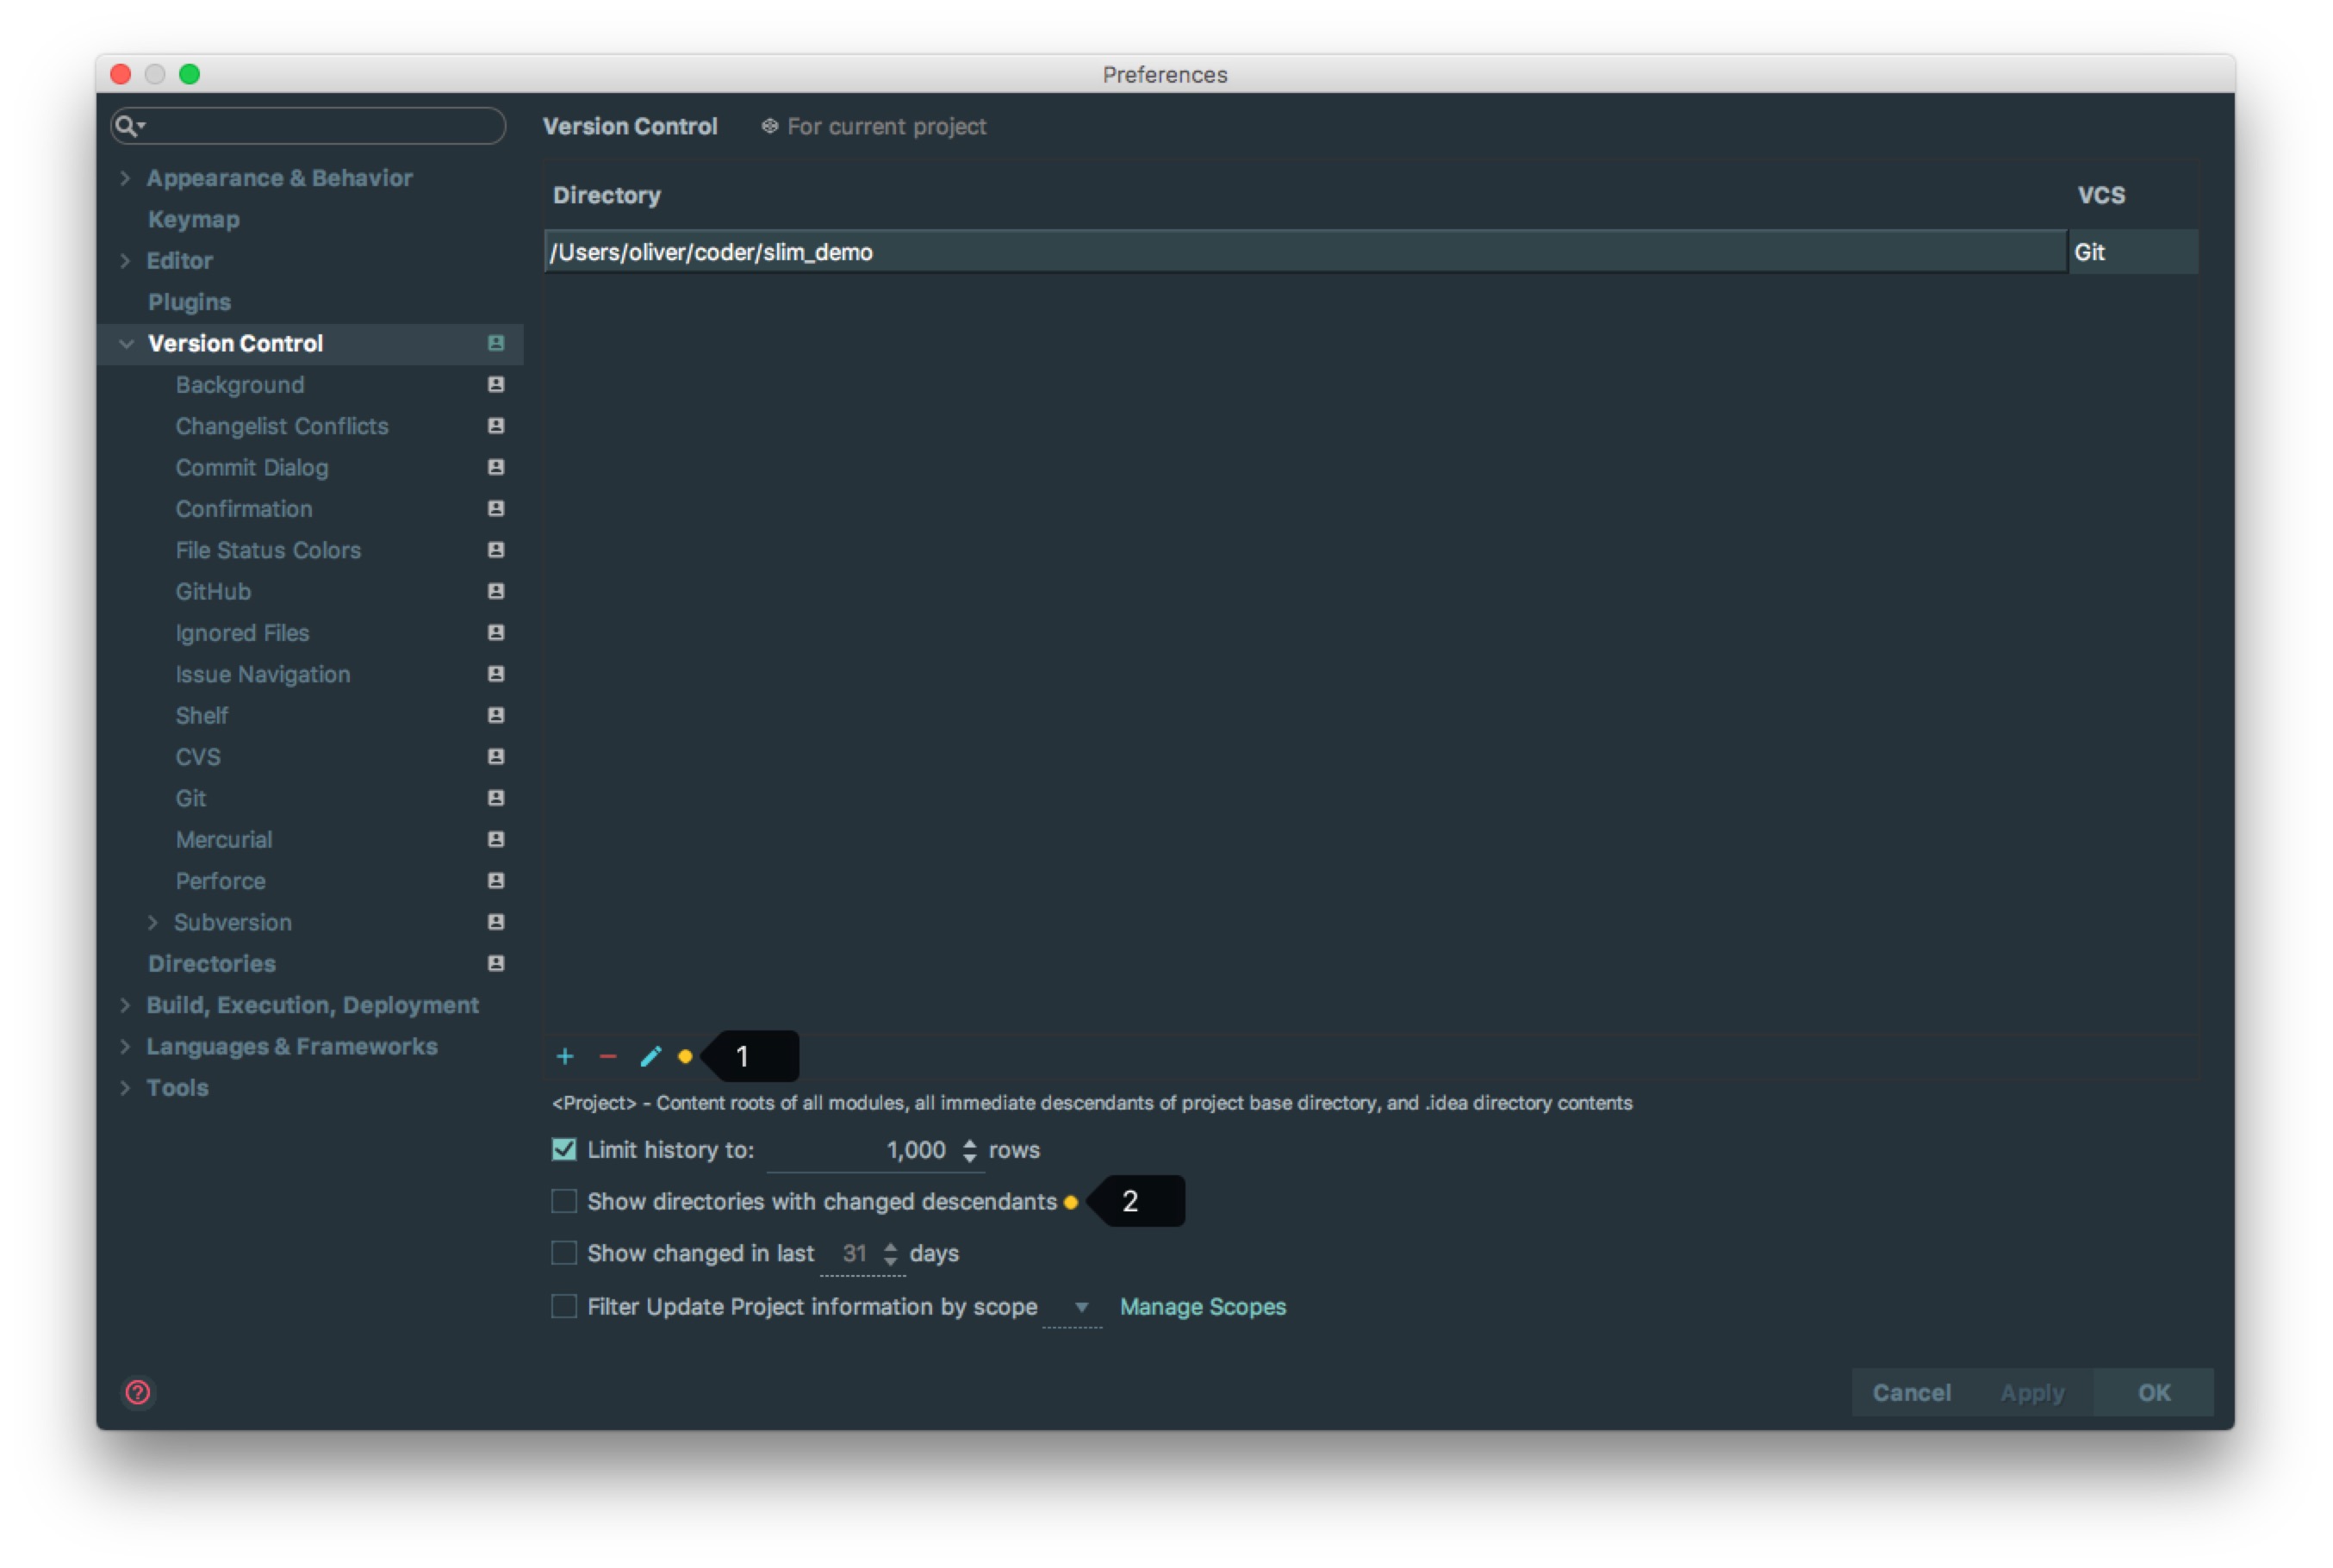 Preferences
Version Control For current project
Appearance & Behavior
Keymap
Editor
Plugins
Version Control
Background
Changelist Conflicts
Commit Dialog
Confirmation
File Status Colors
GitHub
Ignored Files
Issue Navigation
Shelf
CVS
Git
Mercurial
Perforce
Subversion
Directories
Build, Execution, Deployment
Languages & Frameworks
Tools
Directory VCS
/Users/oliver/coder/slim_demo Git
1
<Project> - Content roots of all modules, all immediate descendants of project base directory, and .idea directory contents
Limit history to: 1,000 rows
Show directories with changed descendants 2
Show changed in last 31 days
Filter Update Project information by scope Manage Scopes
? Cancel Apply OK